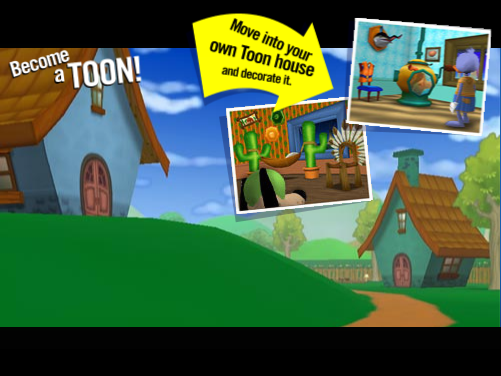 Become
a TOON!
Move into your
own Toon house
and decorate it.